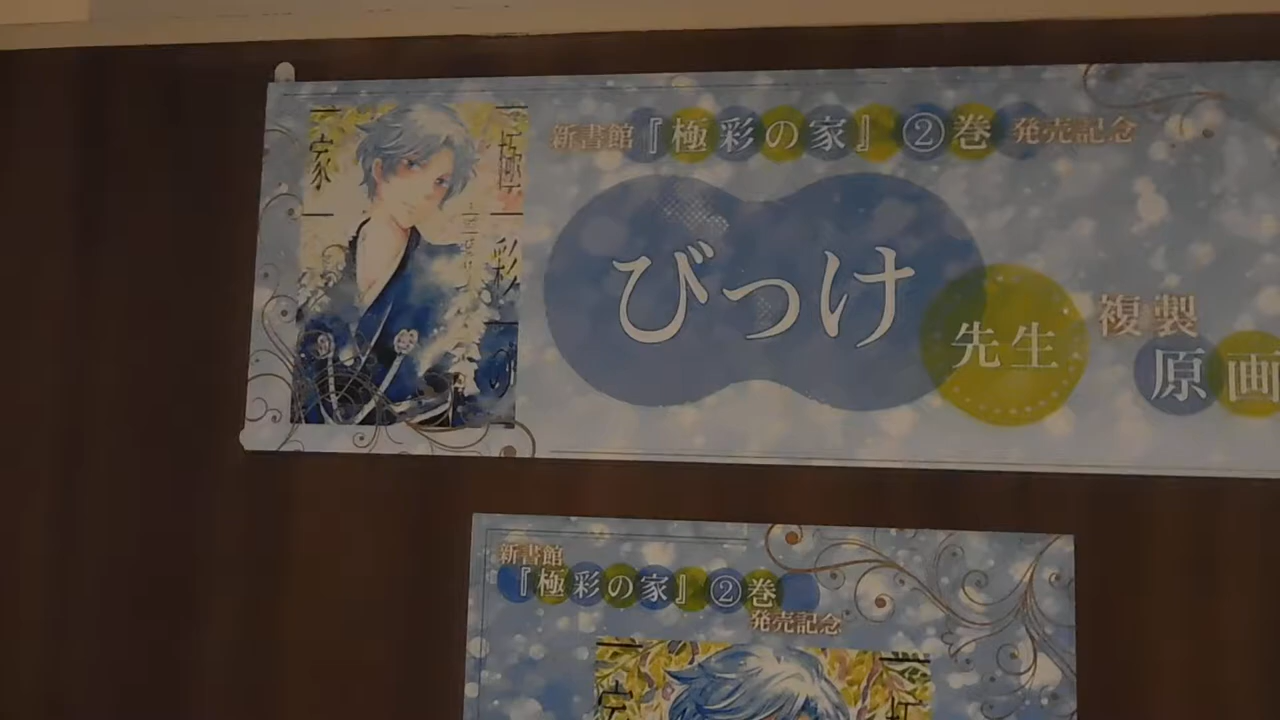 新書館『極彩の家』②巻 発売記念
びっけ先生
複製
原画
極彩の
家
新書館
『極彩の家』②巻
発売記念